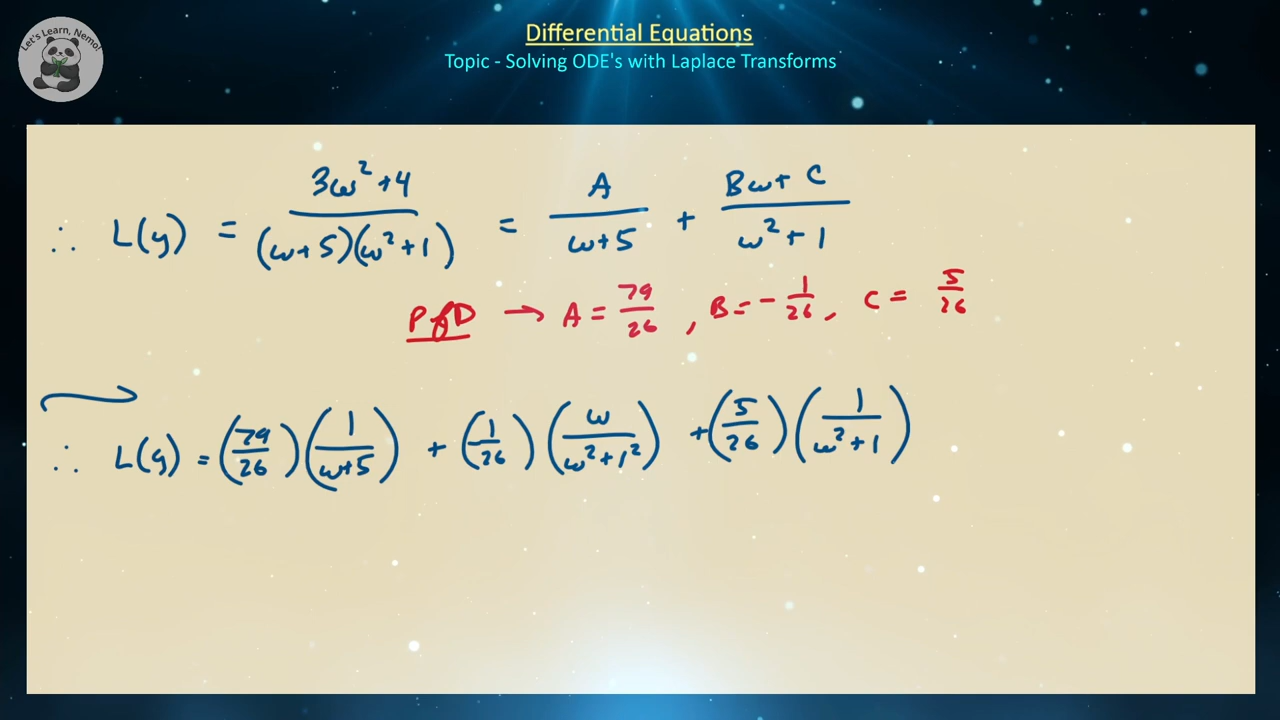 Let's Learn, Nemo!
Differential Equations
Topic - Solving ODE's with Laplace Transforms
∴ L(y) = (3ω² + 4)/((ω + 5)(ω² + 1)) = A/(ω + 5) + (Bω + C)/(ω² + 1)
PfD → A = 79/26, B = -1/26, C = 5/26
∴ L(y) = (79/26)(1/(ω + 5)) + (1/26)(ω/(ω² + 1²)) + (5/26)(1/(ω² + 1))